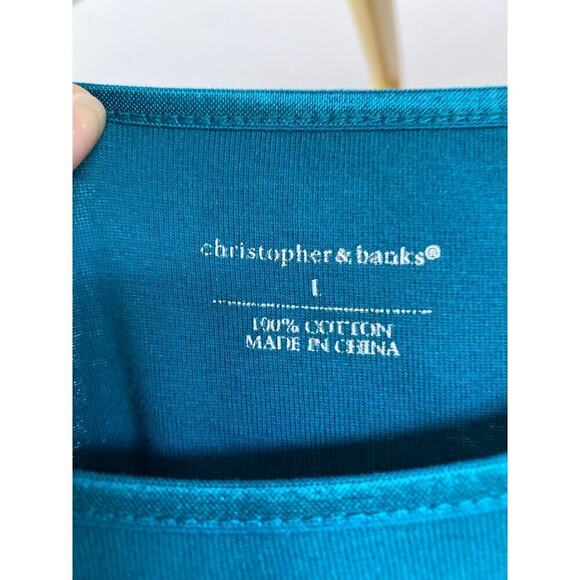 christopher & banks®
L
100% COTTON
MADE IN CHINA